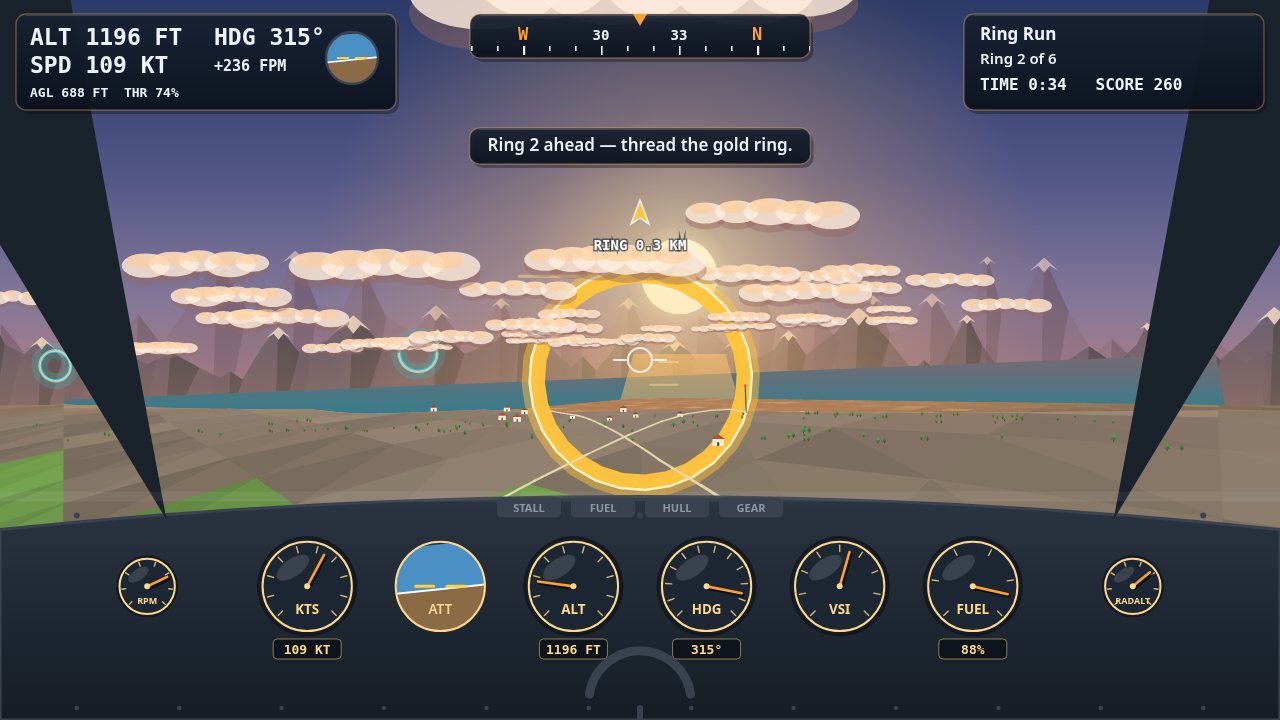 ALT 1196 FT
HDG 315°
SPD 109 KT
+236 FPM
AGL 688 FT THR 74%
W 30 33 N
Ring Run
Ring 2 of 6
TIME 0:34 SCORE 260
Ring 2 ahead — thread the gold ring.
RING 0.3 KM
STALL FUEL HULL GEAR
RPM
KTS
ATT
ALT
HDG
VSI
FUEL
RADALT
109 KT
1196 FT
315°
88%